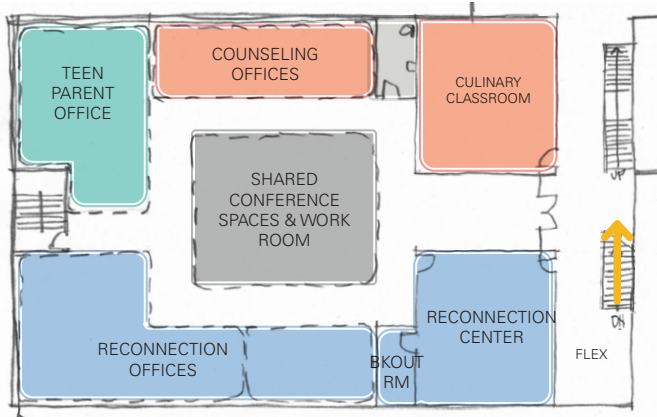 TEEN
PARENT
OFFICE
COUNSELING
OFFICES
CULINARY
CLASSROOM
SHARED
CONFERENCE
SPACES & WORK
ROOM
UP
RECONNECTION
OFFICES
BKOUT
RM
RECONNECTION
CENTER
FLEX
DN